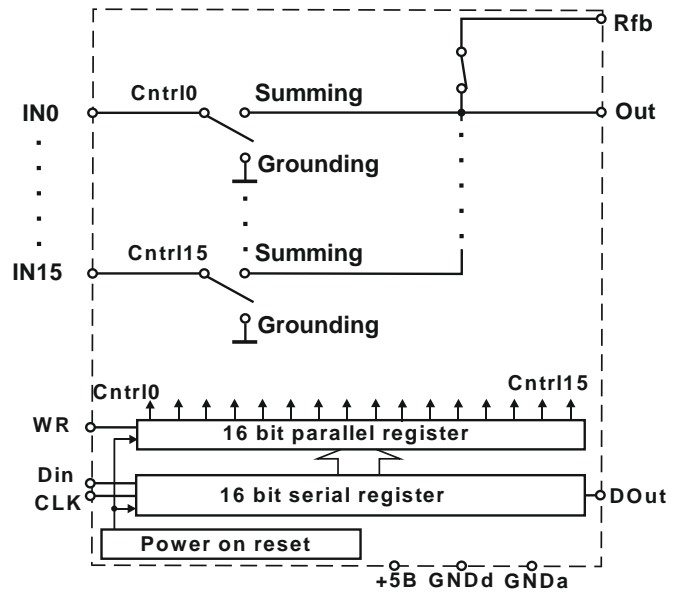 Rfb
Cntrl0 Summing
IN0 Out
Grounding
Cntrl15 Summing
IN15
Grounding
Cntrl0 Cntrl15
WR 16 bit parallel register
Din
16 bit serial register DOut
CLK
Power on reset
+5B GNDd GNDa